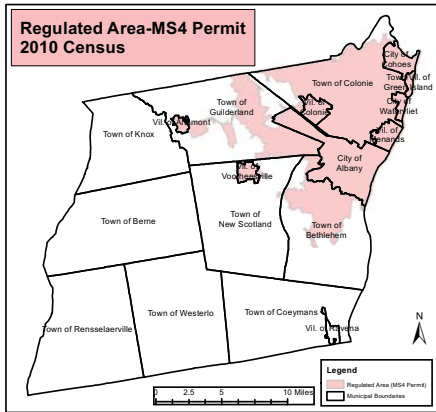 Regulated Area-MS4 Permit
2010 Census
City of
Cohoes
Town of Colonie
Town/Vil. of
Green Island
City of
Watervliet
Vil. of
Colonie
Vil. of
Menands
Town of
Guilderland
Vil. of Altamont
Town of Knox
City of
Albany
Vil. of
Voorheesville
Town of Berne
Town of
New Scotland
Town of
Bethlehem
Town of Rensselaerville
Town of Westerlo
Town of Coeymans
Vil. of Ravena
N
0 2.5 5 10 Miles
Legend
Regulated Area (MS4 Permit)
Municipal Boundaries